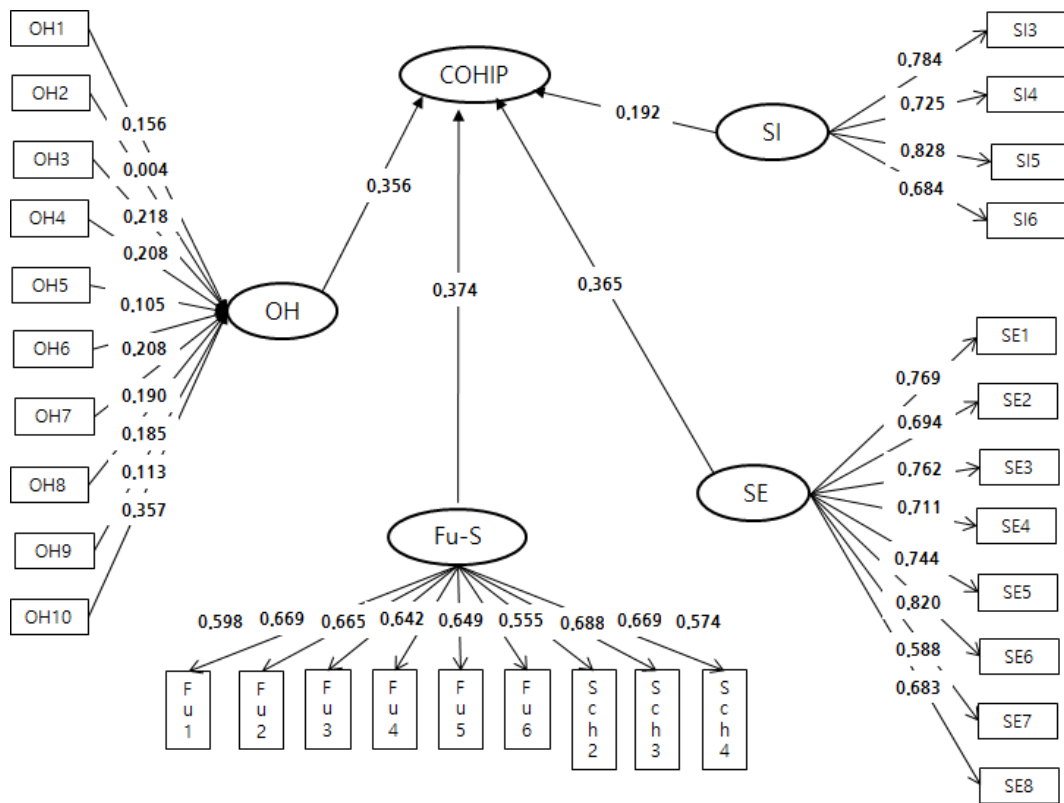 OH1
OH2
OH3
OH4
OH5
OH6
OH7
OH8
OH9
OH10
0.156
0.004
0.218
0.208
0.105
0.208
0.190
0.185
0.113
0.357
OH
0.356
COHIP
0.374
0.192
SI
0.784
0.725
0.828
0.684
SI3
SI4
SI5
SI6
0.365
SE
0.769
0.694
0.762
0.711
0.744
0.820
0.588
0.683
SE1
SE2
SE3
SE4
SE5
SE6
SE7
SE8
Fu-S
0.598 0.669 0.665 0.642 0.649 0.555 0.688 0.669 0.574
Fu1
Fu2
Fu3
Fu4
Fu5
Fu6
Sch2
Sch3
Sch4